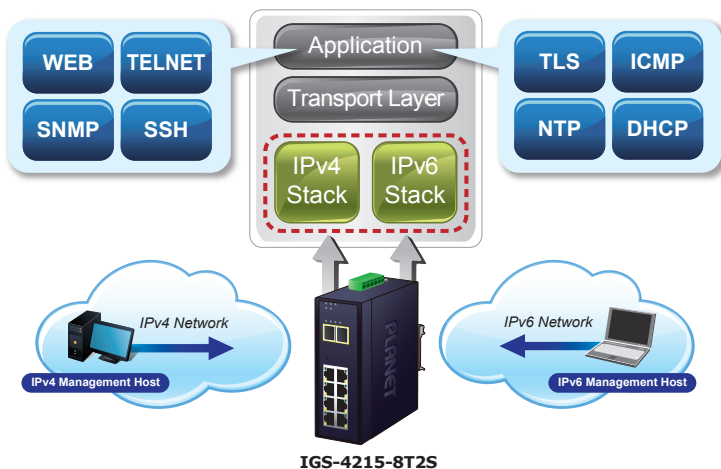 WEB
TELNET
SNMP
SSH
Application
Transport Layer
IPv4
Stack
IPv6
Stack
TLS
ICMP
NTP
DHCP
IPv4 Network
IPv4 Management Host
PLANET
IPv6 Network
IPv6 Management Host
IGS-4215-8T2S